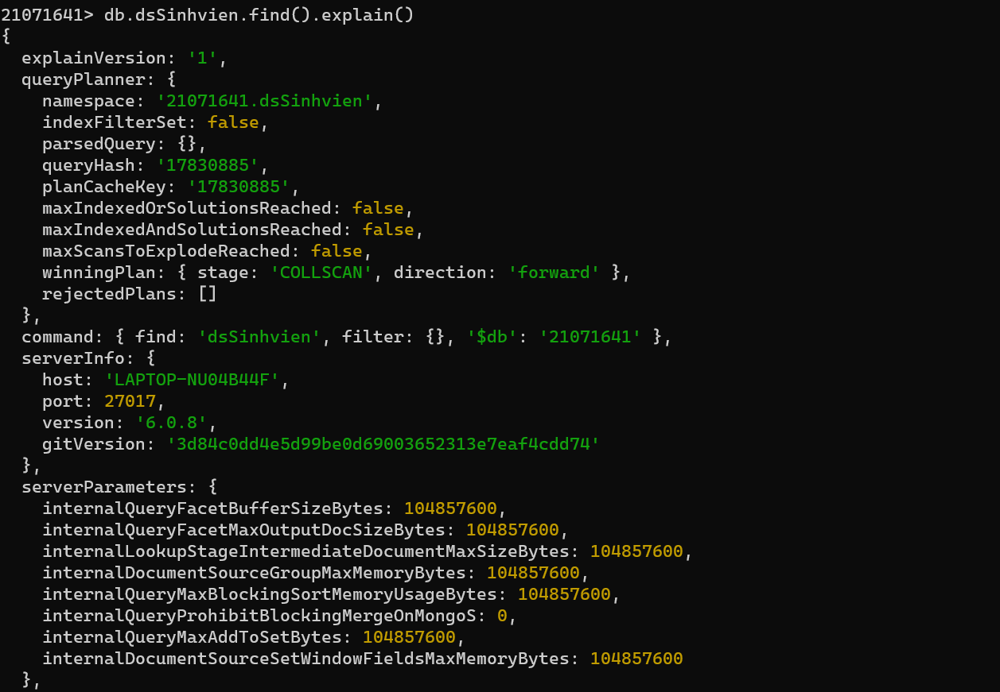 21071641> db.dsSinhvien.find().explain()
{
  explainVersion: '1',
  queryPlanner: {
    namespace: '21071641.dsSinhvien',
    indexFilterSet: false,
    parsedQuery: {},
    queryHash: '17830885',
    planCacheKey: '17830885',
    maxIndexedOrSolutionsReached: false,
    maxIndexedAndSolutionsReached: false,
    maxScansToExplodeReached: false,
    winningPlan: { stage: 'COLLSCAN', direction: 'forward' },
    rejectedPlans: []
  },
  command: { find: 'dsSinhvien', filter: {}, '$db': '21071641' },
  serverInfo: {
    host: 'LAPTOP-NU04B44F',
    port: 27017,
    version: '6.0.8',
    gitVersion: '3d84c0dd4e5d99be0d69003652313e7eaf4cdd74'
  },
  serverParameters: {
    internalQueryFacetBufferSizeBytes: 104857600,
    internalQueryFacetMaxOutputDocSizeBytes: 104857600,
    internalLookupStageIntermediateDocumentMaxSizeBytes: 104857600,
    internalDocumentSourceGroupMaxMemoryBytes: 104857600,
    internalQueryMaxBlockingSortMemoryUsageBytes: 104857600,
    internalQueryProhibitBlockingMergeOnMongoS: 0,
    internalQueryMaxAddToSetBytes: 104857600,
    internalDocumentSourceSetWindowFieldsMaxMemoryBytes: 104857600
  },